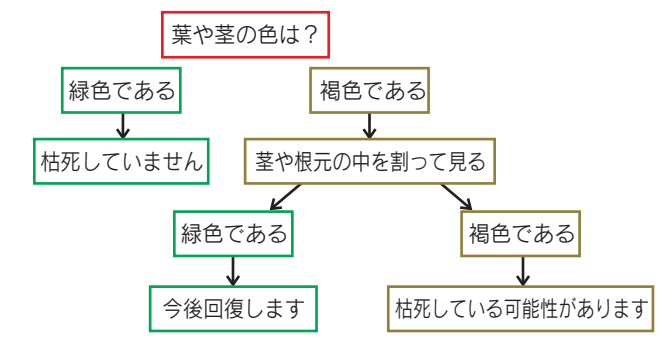 葉や茎の色は？
緑色である
褐色である
枯死していません
茎や根元の中を割って見る
緑色である
褐色である
今後回復します
枯死している可能性があります